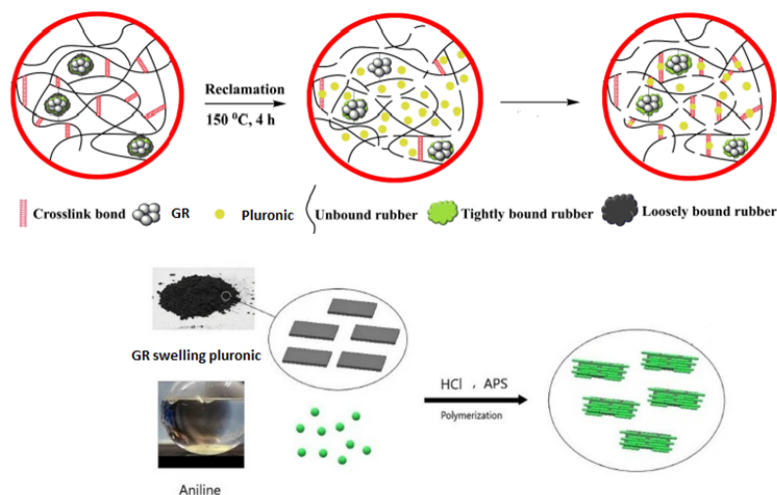 Reclamation
150 ⁰C, 4 h
Crosslink bond GR Pluronic Unbound rubber Tightly bound rubber Loosely bound rubber
GR swelling pluronic
HCl , APS
Polymerization
Aniline